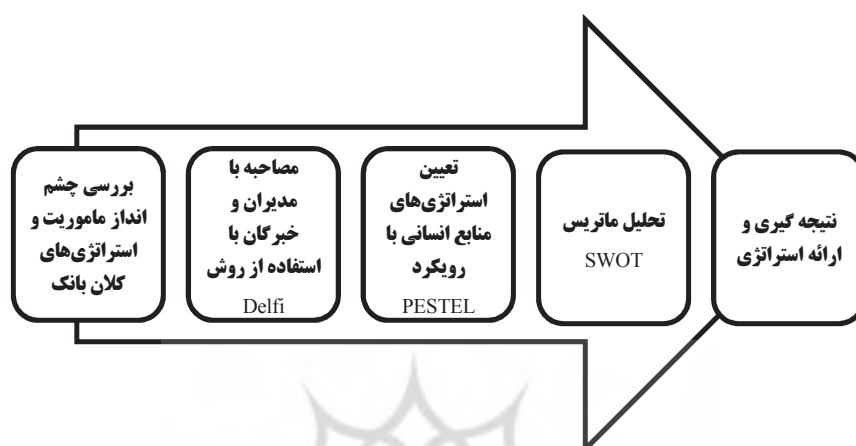 بررسی چشم
انداز ماموریت و
استراتژی‌های
کلان بانک
مصاحبه با
مدیران و
خبرگان با
استفاده از روش
Delfi
تعیین
استراتژی‌های
منابع انسانی با
رویکرد
PESTEL
تحلیل ماتریس
SWOT
نتیجه گیری و
ارائه استراتژی